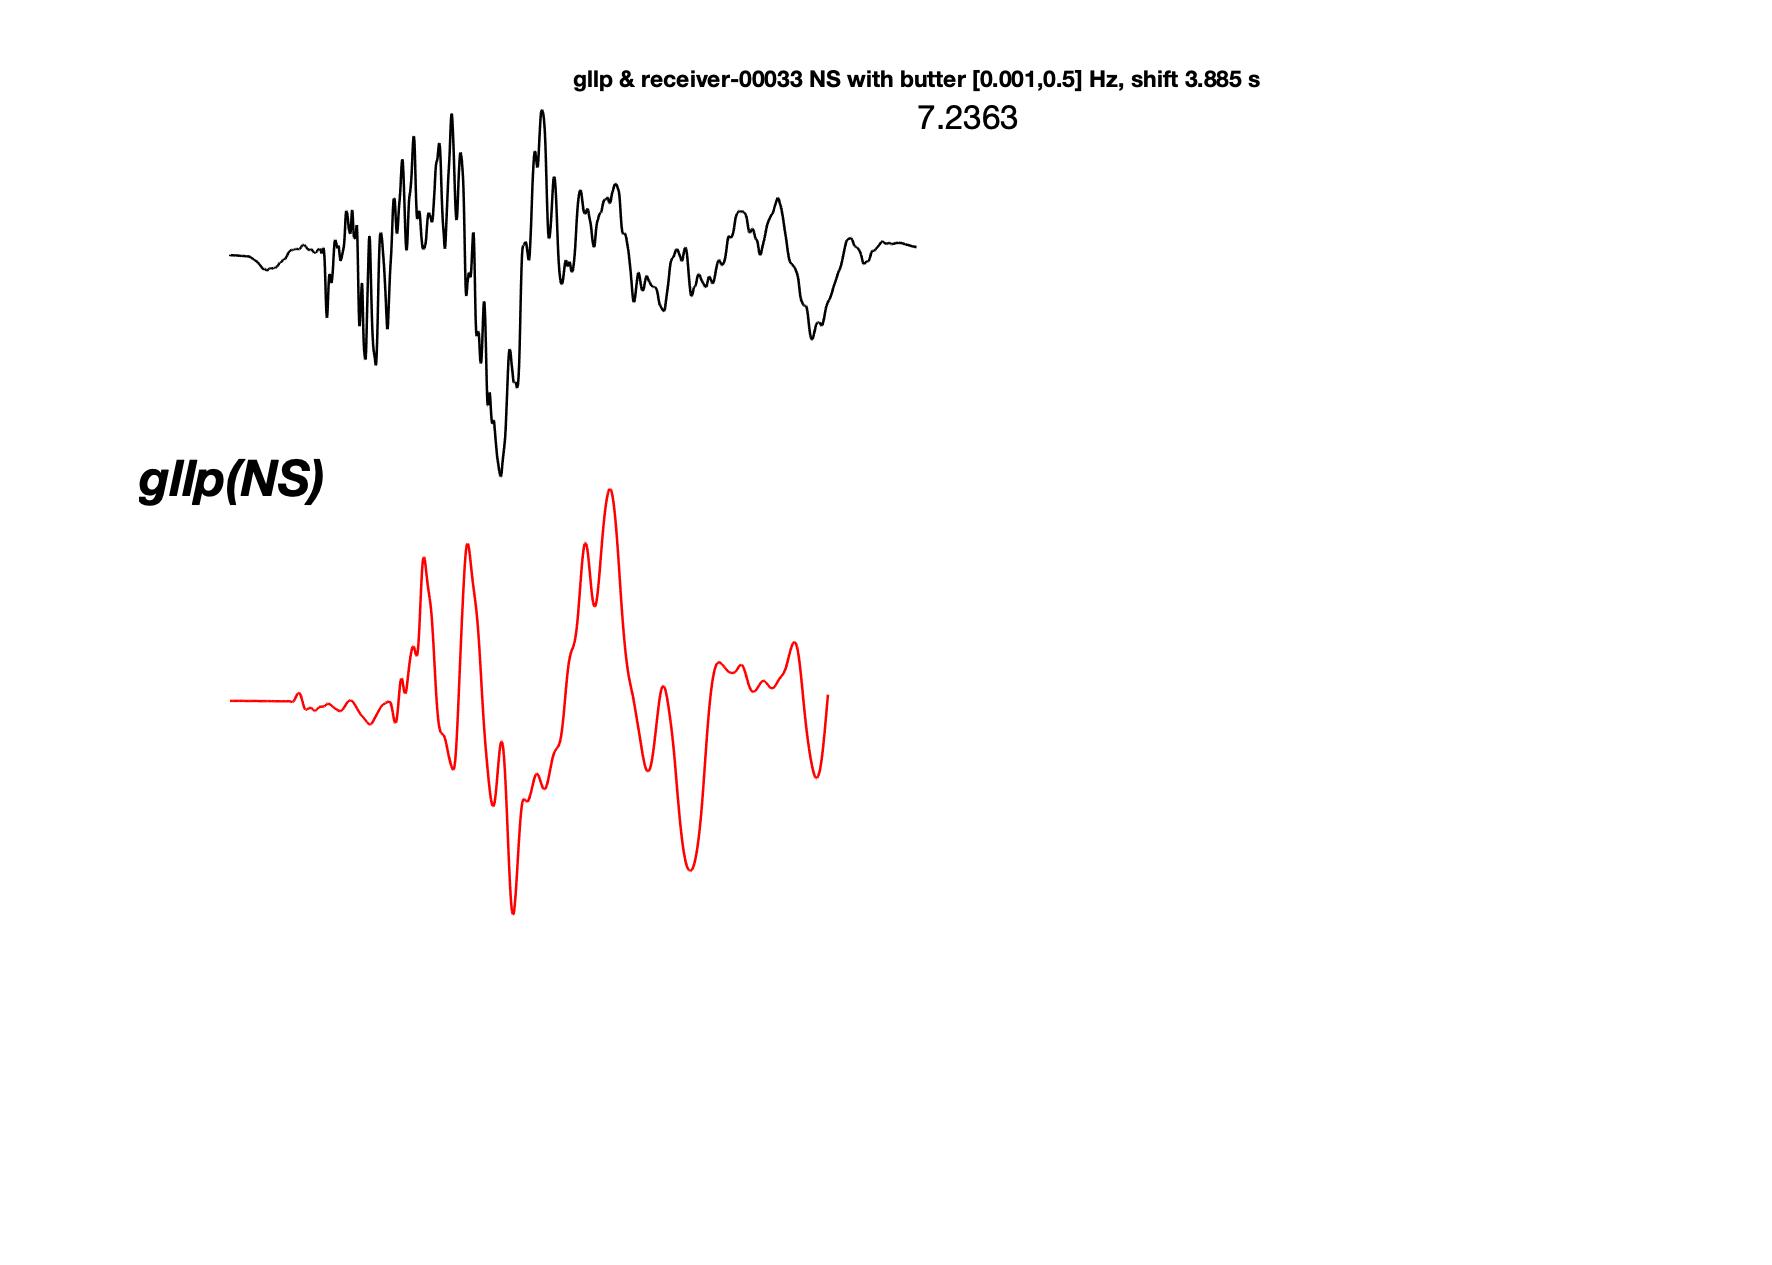 gllp & receiver-00033 NS with butter [0.001,0.5] Hz, shift 3.885 s
7.2363
gllp(NS)